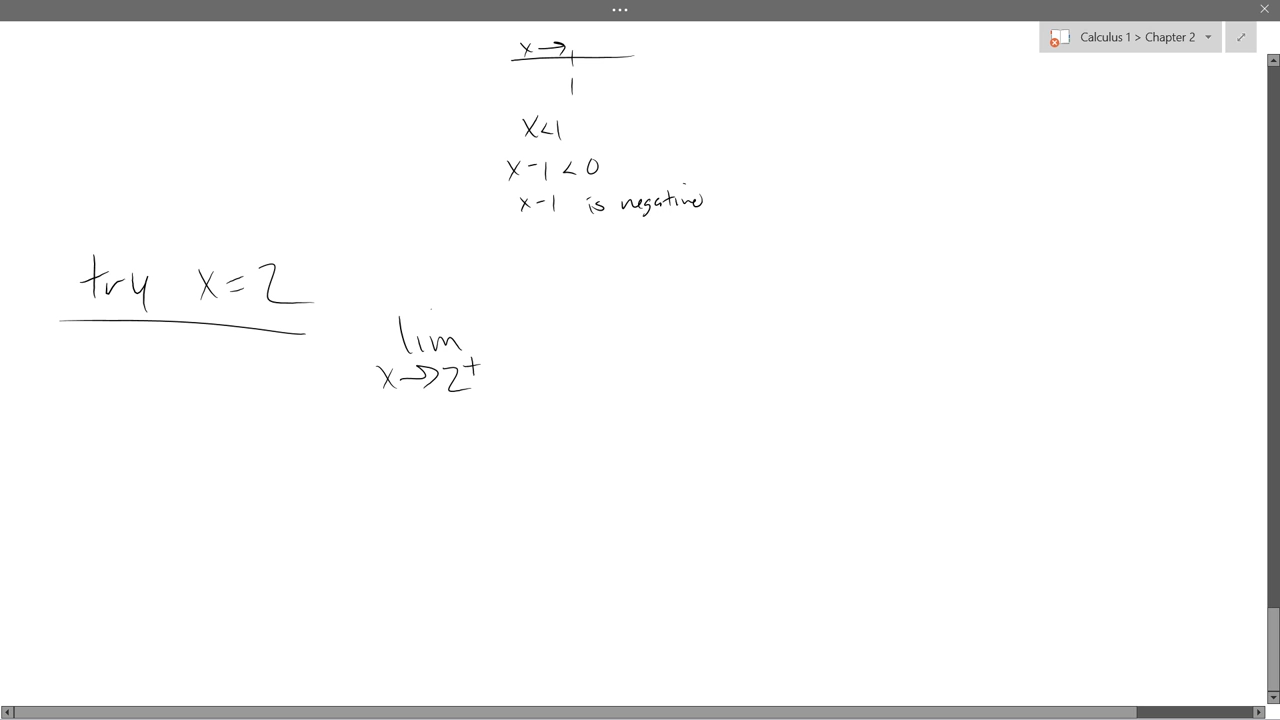 Calculus 1 > Chapter 2
x →
1
x<1
x-1 < 0
x-1 is negative
try x = 2
lim
x→2⁺